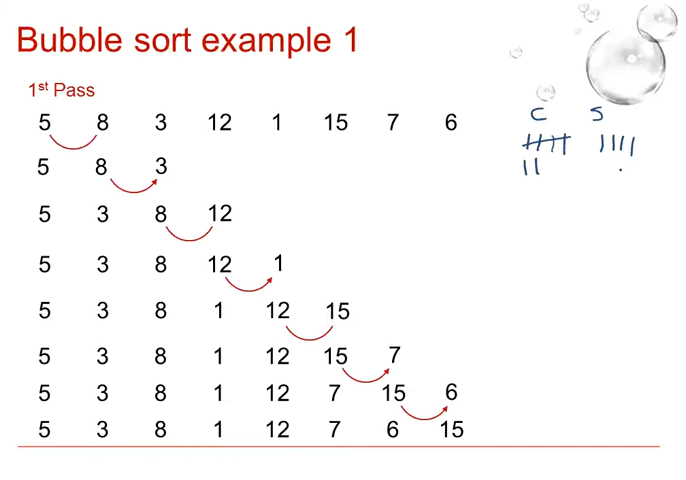 Bubble sort example 1
1st Pass
5 8 3 12 1 15 7 6
C S
5 8 3
5 3 8 12
5 3 8 12 1
5 3 8 1 12 15
5 3 8 1 12 15 7
5 3 8 1 12 7 15 6
5 3 8 1 12 7 6 15